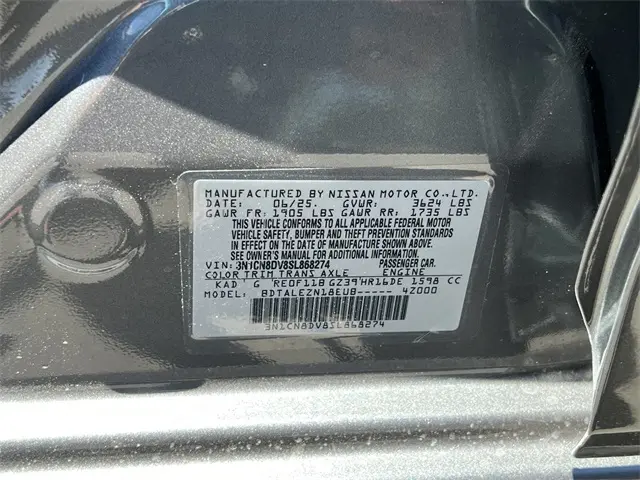 MANUFACTURED BY NISSAN MOTOR CO.,LTD.
DATE: 06/25. GVWR: 3624 LBS
GAWR FR: 1905 LBS GAWR RR: 1735 LBS
THIS VEHICLE CONFORMS TO ALL APPLICABLE FEDERAL MOTOR
VEHICLE SAFETY, BUMPER AND THEFT PREVENTION STANDARDS
IN EFFECT ON THE DATE OF MANUFACTURE SHOWN ABOVE.
SEE OWNER'S MANUAL FOR FURTHER INFORMATION
VIN: 3N1CN8DV8SL868274 PASSENGER CAR.
COLOR TRIM TRANS AXLE ENGINE
KAD G RE0F11B GZ39 HR16DE 1598 CC
MODEL: BDTALEZN18EUB----- 4Z000
3N1CN8DV8SL868274